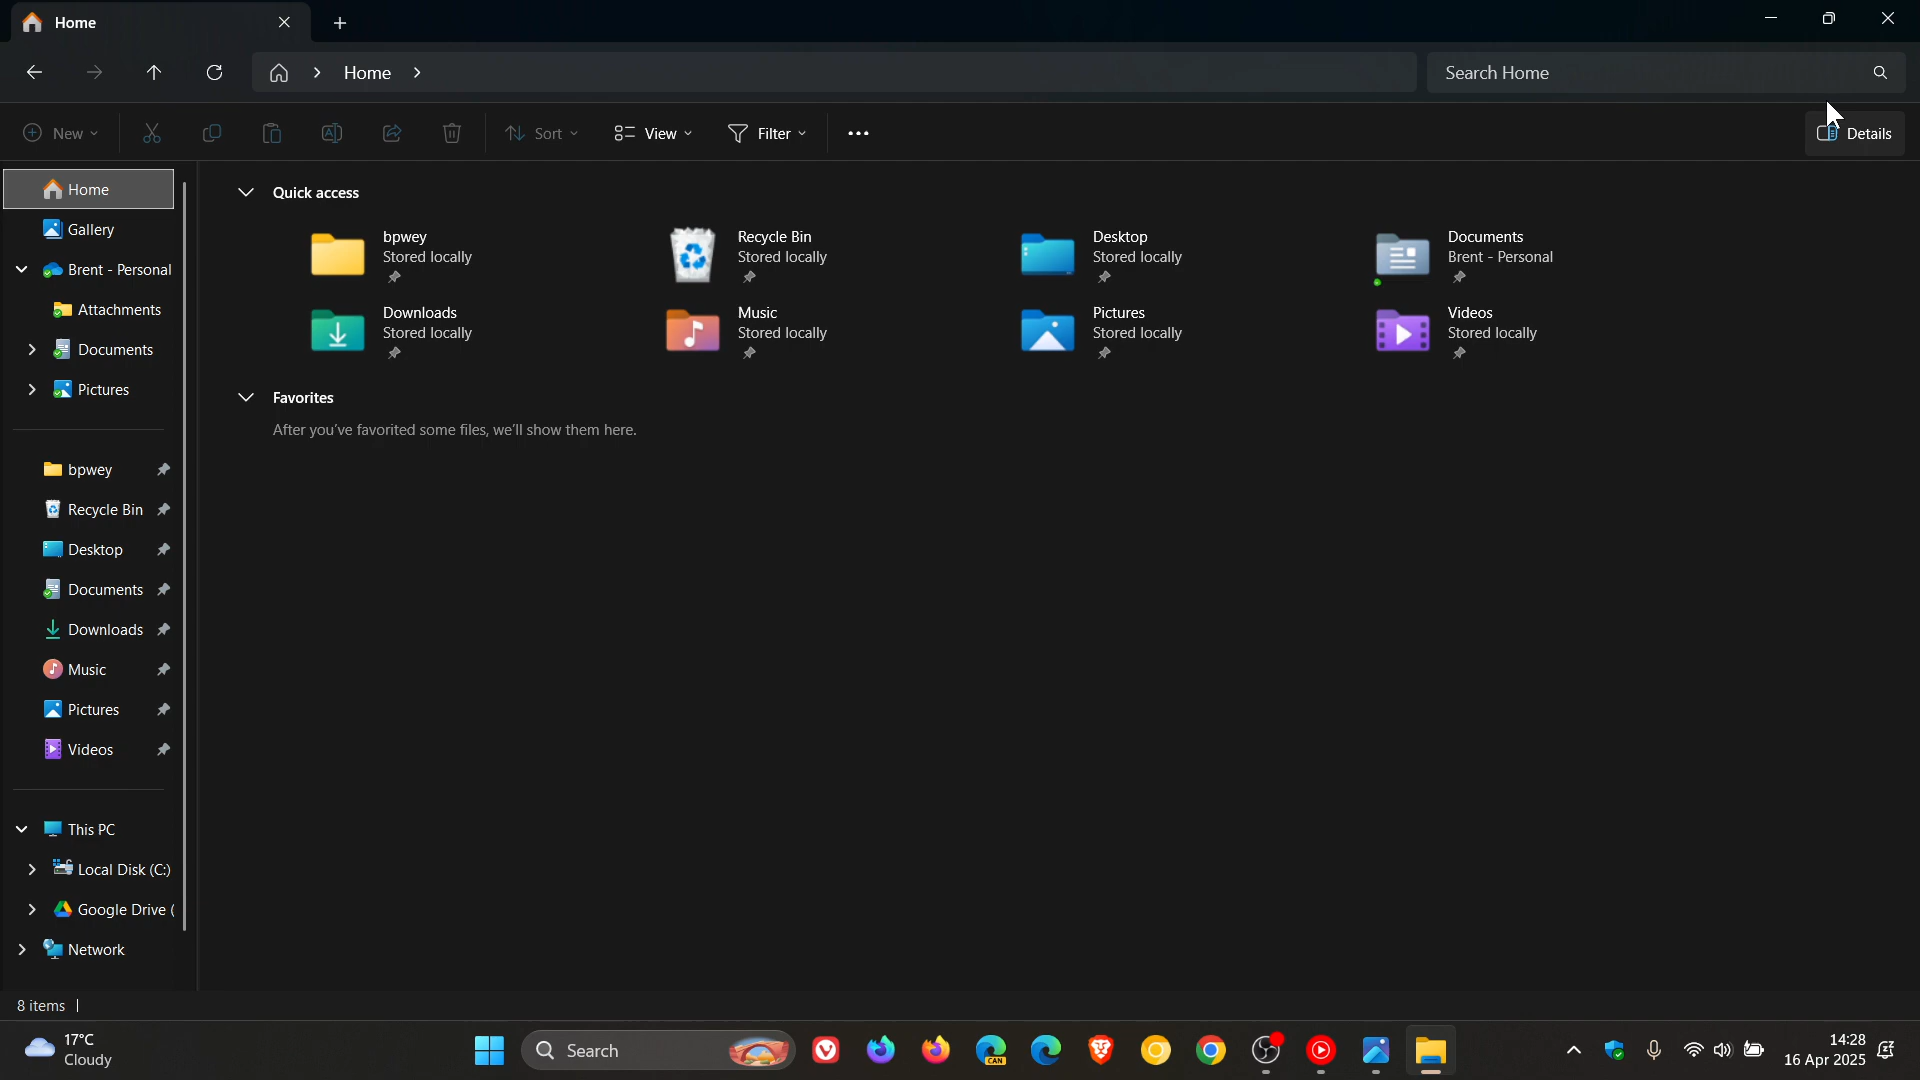 Home
Home
Search Home
New
Sort
View
Filter
Details
Home
Gallery
Brent - Personal
Attachments
Documents
Pictures
bpwey
Recycle Bin
Desktop
Documents
Downloads
Music
Pictures
Videos
This PC
Local Disk (C:)
Google Drive (
Network
Quick access
bpwey
Stored locally
Recycle Bin
Stored locally
Desktop
Stored locally
Documents
Brent - Personal
Downloads
Stored locally
Music
Stored locally
Pictures
Stored locally
Videos
Stored locally
Favorites
After you've favorited some files, we'll show them here.
8 items
17°C
Cloudy
Search
CAN
14:28
16 Apr 2025